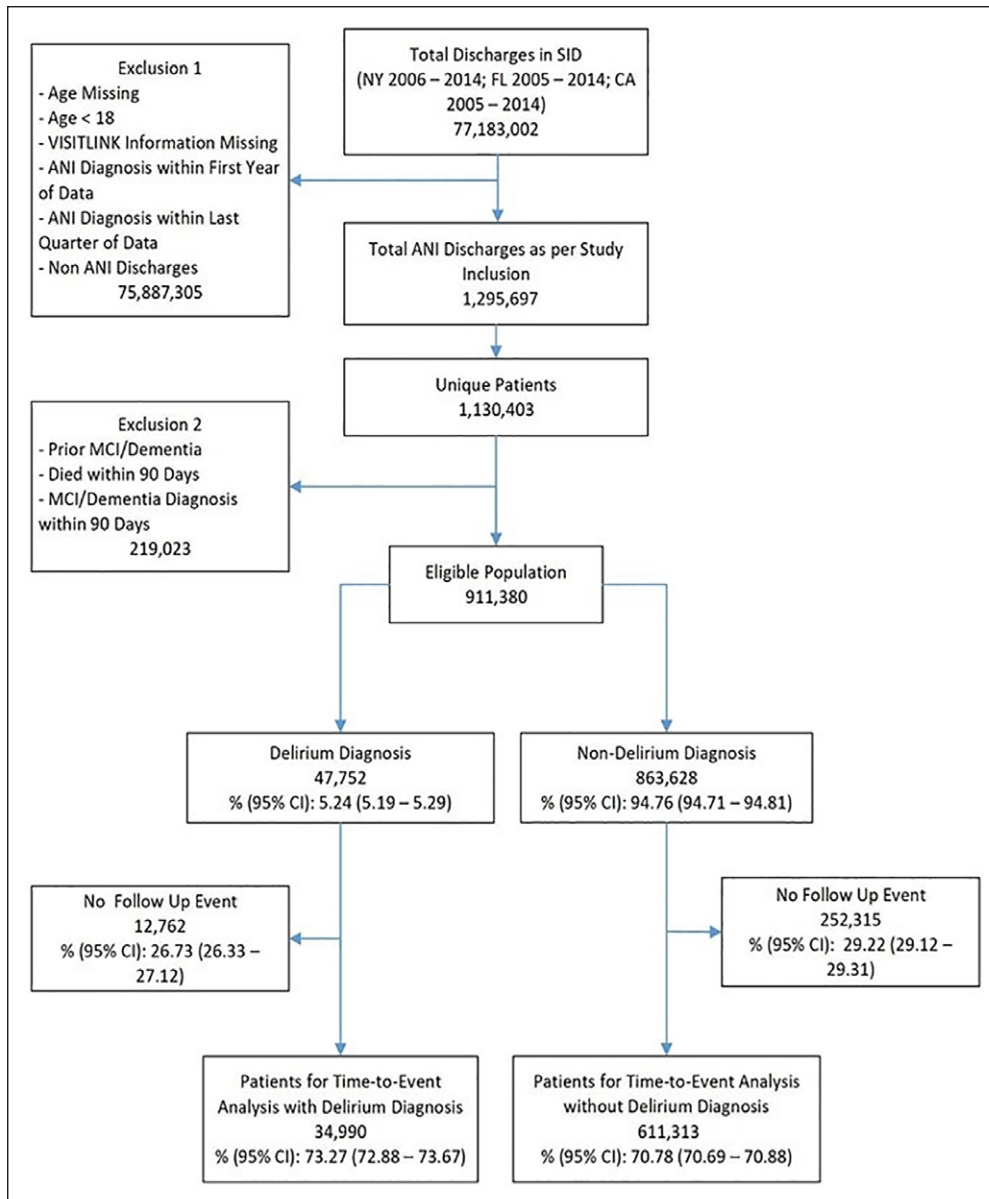 Total Discharges in SID
(NY 2006 – 2014; FL 2005 – 2014; CA
2005 – 2014)
77,183,002
Exclusion 1
- Age Missing
- Age < 18
- VISITLINK Information Missing
- ANI Diagnosis within First Year
of Data
- ANI Diagnosis within Last
Quarter of Data
- Non ANI Discharges
75,887,305
Total ANI Discharges as per Study
Inclusion
1,295,697
Unique Patients
1,130,403
Exclusion 2
- Prior MCI/Dementia
- Died within 90 Days
- MCI/Dementia Diagnosis
within 90 Days
219,023
Eligible Population
911,380
Delirium Diagnosis
47,752
% (95% CI): 5.24 (5.19 – 5.29)
Non-Delirium Diagnosis
863,628
% (95% CI): 94.76 (94.71 – 94.81)
No Follow Up Event
12,762
% (95% CI): 26.73 (26.33 –
27.12)
No Follow Up Event
252,315
% (95% CI): 29.22 (29.12 –
29.31)
Patients for Time-to-Event
Analysis with Delirium Diagnosis
34,990
% (95% CI): 73.27 (72.88 – 73.67)
Patients for Time-to-Event Analysis
without Delirium Diagnosis
611,313
% (95% CI): 70.78 (70.69 – 70.88)